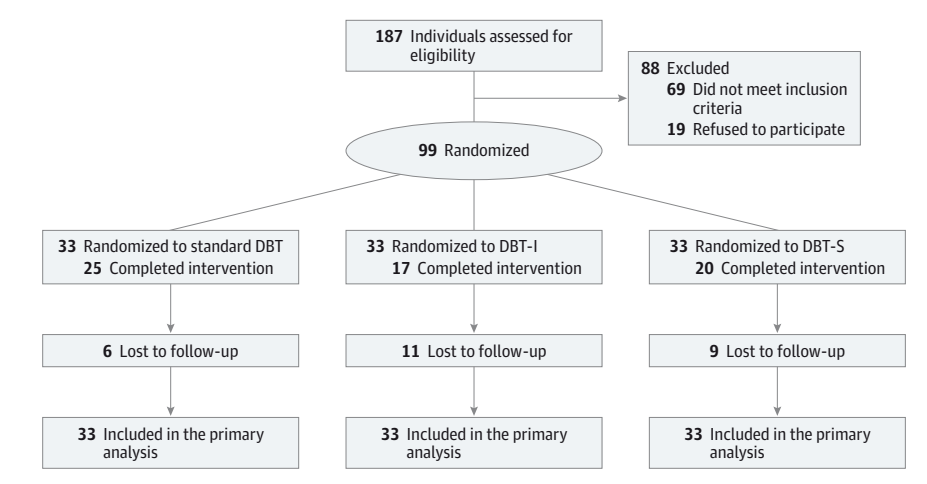 187 Individuals assessed for
eligibility
88 Excluded
69 Did not meet inclusion
criteria
19 Refused to participate
99 Randomized
33 Randomized to standard DBT
25 Completed intervention
33 Randomized to DBT-I
17 Completed intervention
33 Randomized to DBT-S
20 Completed intervention
6 Lost to follow-up
11 Lost to follow-up
9 Lost to follow-up
33 Included in the primary
analysis
33 Included in the primary
analysis
33 Included in the primary
analysis